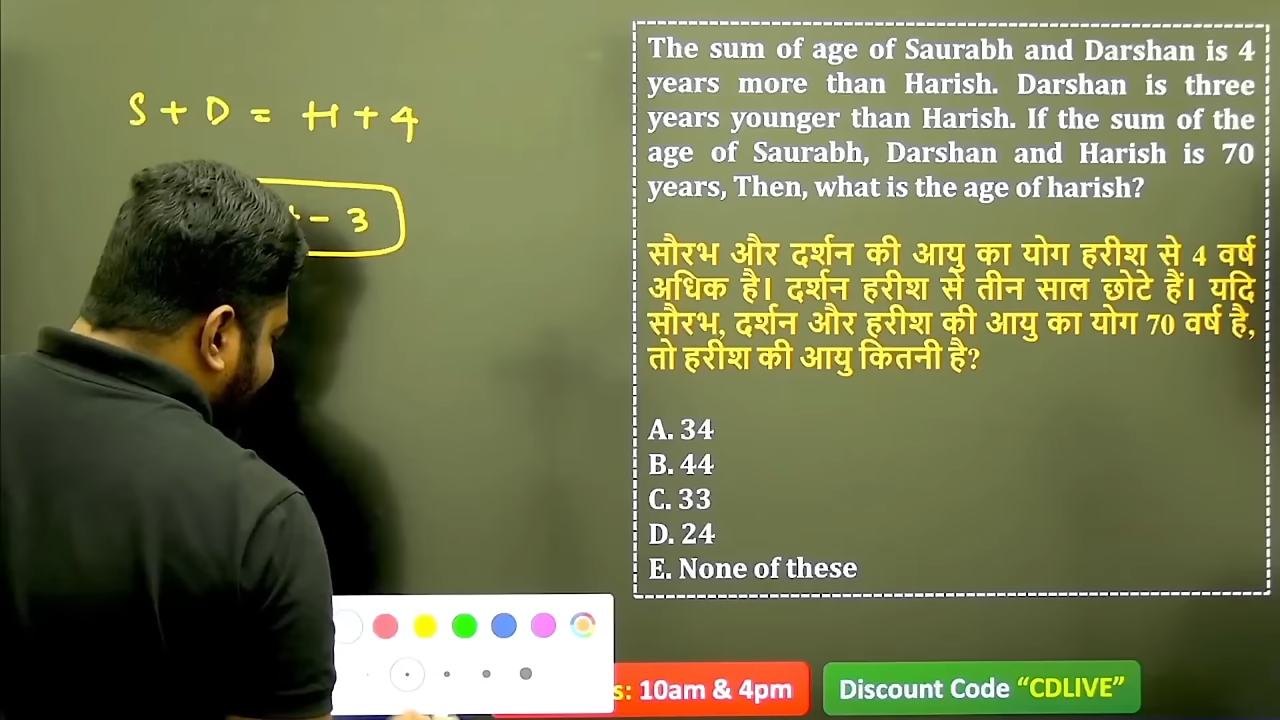 S + D = H + 4
- 3
The sum of age of Saurabh and Darshan is 4
years more than Harish. Darshan is three
years younger than Harish. If the sum of the
age of Saurabh, Darshan and Harish is 70
years, Then, what is the age of harish?
सौरभ और दर्शन की आयु का योग हरीश से 4 वर्ष
अधिक है। दर्शन हरीश से तीन साल छोटे हैं। यदि
सौरभ, दर्शन और हरीश की आयु का योग 70 वर्ष है,
तो हरीश की आयु कितनी है?
A. 34
B. 44
C. 33
D. 24
E. None of these
10am & 4pm
Discount Code “CDLIVE”